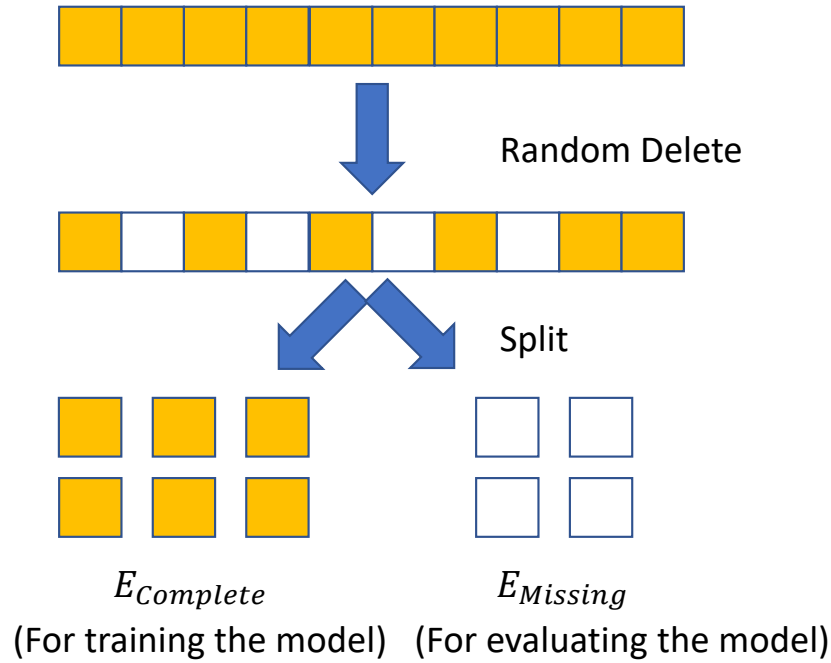 Random Delete
Split
E_Complete E_Missing
(For training the model) (For evaluating the model)